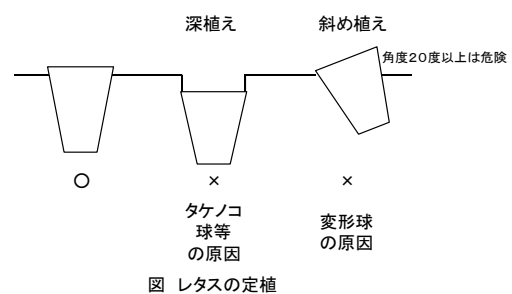 深植え
斜め植え
角度20度以上は危険
○
×
×
タケノコ
球等
の原因
変形球
の原因
図 レタスの定植